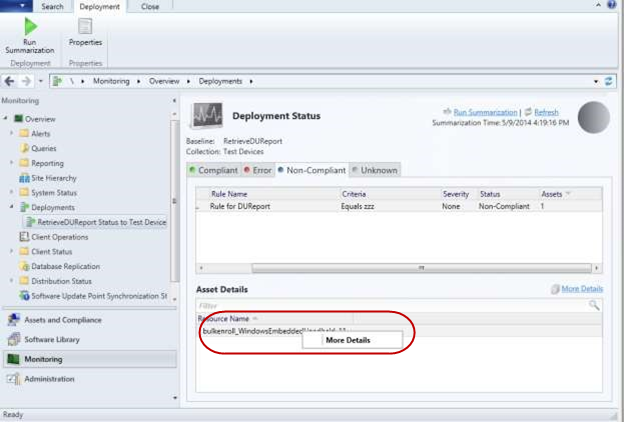 Search Deployment Close
Run
Summarization
Properties
Deployment Properties
\ Monitoring Overview Deployments
Monitoring
Overview
Alerts
Queries
Reporting
Site Hierarchy
System Status
Deployments
RetrieveDUReport Status to Test Device
Client Operations
Client Status
Database Replication
Distribution Status
Software Update Point Synchronization St
Assets and Compliance
Software Library
Monitoring
Administration
Deployment Status
Run Summarization | Refresh
Summarization Time: 5/9/2014 4:19:16 PM
Baseline: RetrieveDUReport
Collection: Test Devices
Compliant Error Non-Compliant Unknown
Rule Name Criteria Severity Status Assets
Rule for DUReport Equals zzz None Non-Compliant 1
Asset Details More Details
Filter
Resource Name
bulkenroll_WindowsEmbeddedHandheld_11
More Details
Ready